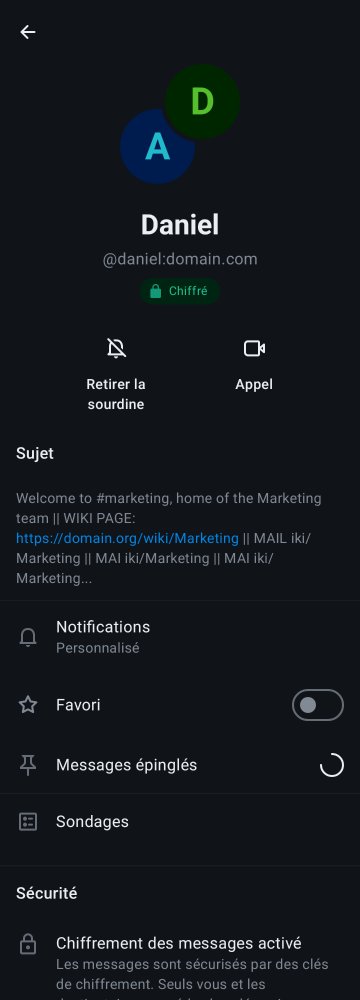 D
A
Daniel
@daniel:domain.com
Chiffré
Retirer la
sourdine
Appel
Sujet
Welcome to #marketing, home of the Marketing
team || WIKI PAGE:
https://domain.org/wiki/Marketing || MAIL iki/
Marketing || MAI iki/Marketing || MAI iki/
Marketing...
Notifications
Personnalisé
Favori
Messages épinglés
Sondages
Sécurité
Chiffrement des messages activé
Les messages sont sécurisés par des clés
de chiffrement. Seuls vous et les